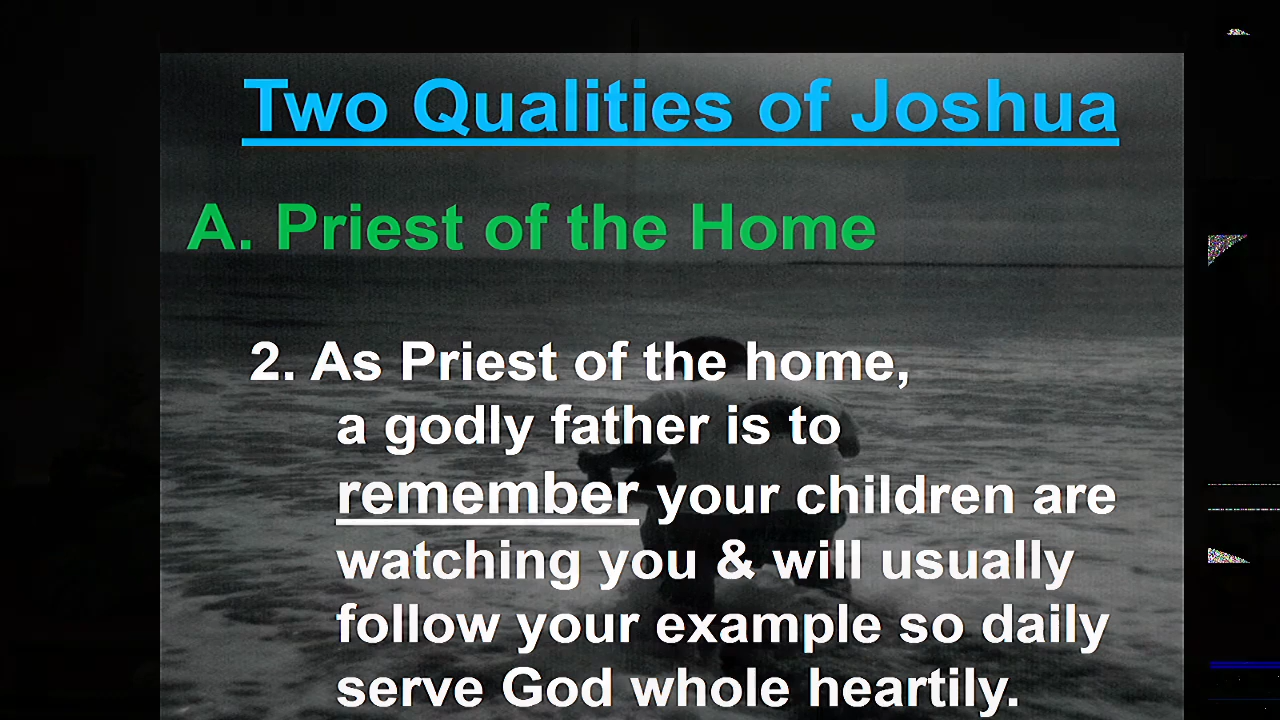 Two Qualities of Joshua
A. Priest of the Home
2. As Priest of the home,
a godly father is to
remember your children are
watching you & will usually
follow your example so daily
serve God whole heartily.